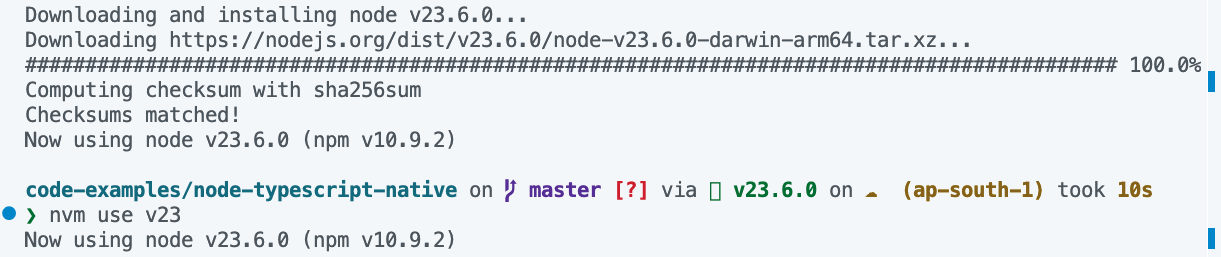 Downloading and installing node v23.6.0...
Downloading https://nodejs.org/dist/v23.6.0/node-v23.6.0-darwin-arm64.tar.xz...
########################################################################################### 100.0%
Computing checksum with sha256sum
Checksums matched!
Now using node v23.6.0 (npm v10.9.2)
code-examples/node-typescript-native on master [?] via v23.6.0 on ☁ (ap-south-1) took 10s
❯ nvm use v23
Now using node v23.6.0 (npm v10.9.2)